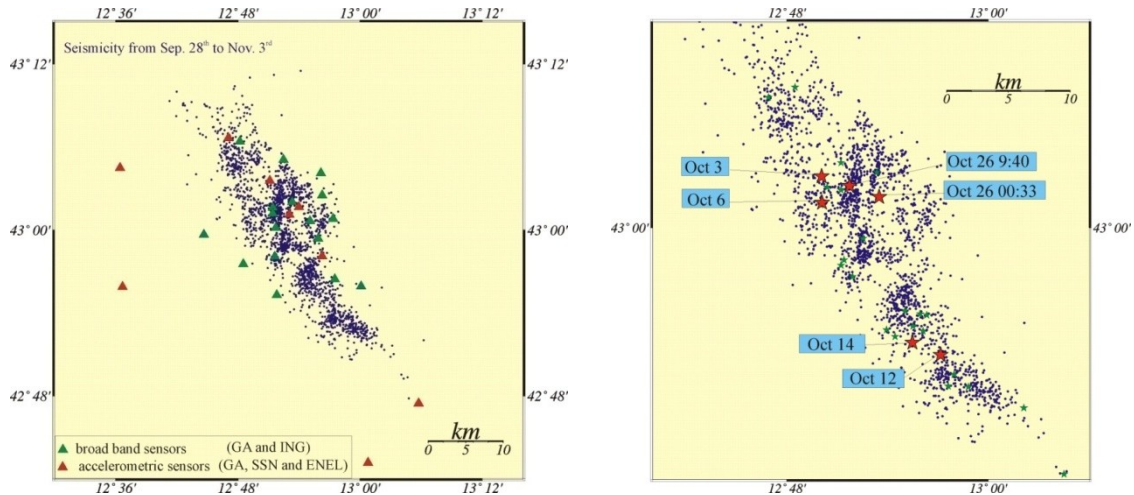 12° 36' 12° 48' 13° 00' 13° 12'
Seismicity from Sep. 28th to Nov. 3rd
43° 12' 43° 12'
43° 00' 43° 00'
42° 48' 42° 48'
broad band sensors (GA and ING)
accelerometric sensors (GA, SSN and ENEL)
km
0 5 10
12° 36' 12° 48' 13° 00' 13° 12'
12° 48' 13° 00'
km
0 5 10
Oct 3
Oct 26 9:40
Oct 6
Oct 26 00:33
43° 00' 43° 00'
Oct 14
Oct 12
12° 48' 13° 00'